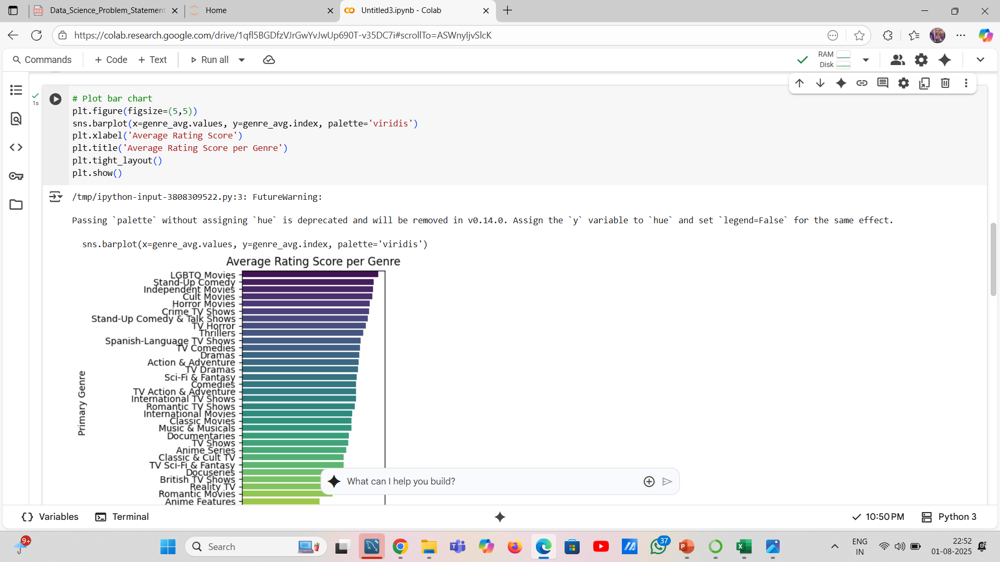 Data_Science_Problem_Statement
Home
Untitled3.ipynb - Colab
https://colab.research.google.com/drive/1qfl5BGDfzVJrGwYvJwUp690T-v35DC7i#scrollTo=ASWnyIjvSlcK
Commands
+ Code
+ Text
Run all
RAM
Disk
1s
# Plot bar chart
plt.figure(figsize=(5,5))
sns.barplot(x=genre_avg.values, y=genre_avg.index, palette='viridis')
plt.xlabel('Average Rating Score')
plt.title('Average Rating Score per Genre')
plt.tight_layout()
plt.show()
/tmp/ipython-input-3808309522.py:3: FutureWarning:
Passing `palette` without assigning `hue` is deprecated and will be removed in v0.14.0. Assign the `y` variable to `hue` and set `legend=False` for the same effect.
sns.barplot(x=genre_avg.values, y=genre_avg.index, palette='viridis')
Average Rating Score per Genre
LGBTQ Movies
Stand-Up Comedy
Independent Movies
Cult Movies
Horror Movies
Crime TV Shows
Stand-Up Comedy & Talk Shows
TV Horror
Thrillers
Spanish-Language TV Shows
TV Comedies
Dramas
Action & Adventure
TV Dramas
Sci-Fi & Fantasy
Comedies
TV Action & Adventure
International TV Shows
Romantic TV Shows
International Movies
Classic Movies
Music & Musicals
Documentaries
TV Shows
Anime Series
Classic & Cult TV
TV Sci-Fi & Fantasy
Docuseries
British TV Shows
Reality TV
Romantic Movies
Anime Features
Primary Genre
What can I help you build?
Variables
Terminal
10:50 PM
Python 3
9+
Search
37
ENG
IN
22:52
01-08-2025